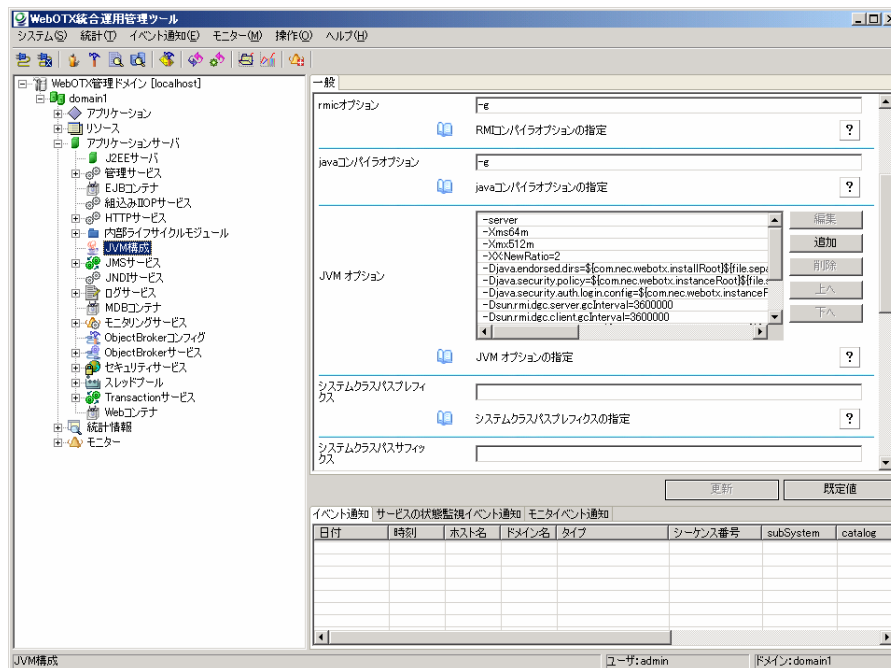 WebOTX統合運用管理ツール
システム(S) 統計(T) イベント通知(E) モニター(M) 操作(O) ヘルプ(H)
WebOTX管理ドメイン [localhost]
domain1
アプリケーション
リソース
アプリケーションサーバ
J2EEサーバ
管理サービス
EJBコンテナ
組込みIIOPサービス
HTTPサービス
内部ライフサイクルモジュール
JVM構成
JMSサービス
JNDIサービス
ログサービス
MDBコンテナ
モニタリングサービス
ObjectBrokerコンフィグ
ObjectBrokerサービス
セキュリティサービス
スレッドプール
Transactionサービス
Webコンテナ
統計情報
モニター
一般
rmicオプション
-g
RMIコンパイラオプションの指定
?
javaコンパイラオプション
-g
javaコンパイラオプションの指定
?
JVM オプション
-server
-Xms64m
-Xmx512m
-XX:NewRatio=2
-Djava.endorsed.dirs=${com.nec.webotx.installRoot}${file.sepa
-Djava.security.policy=${com.nec.webotx.instanceRoot}${file.s
-Djava.security.auth.login.config=${com.nec.webotx.instanceF
-Dsun.rmi.dgc.server.gcInterval=3600000
-Dsun.rmi.dgc.client.gcInterval=3600000
編集
追加
削除
上へ
下へ
JVM オプションの指定
?
システムクラスパスプレフィ
クス
システムクラスパスプレフィクスの指定
?
システムクラスパスサフィッ
クス
更新 既定値
イベント通知 サービスの状態監視イベント通知 モニタイベント通知
日付 時刻 ホスト名 ドメイン名 タイプ シーケンス番号 subSystem catalog
JVM構成 ユーザ:admin ドメイン:domain1